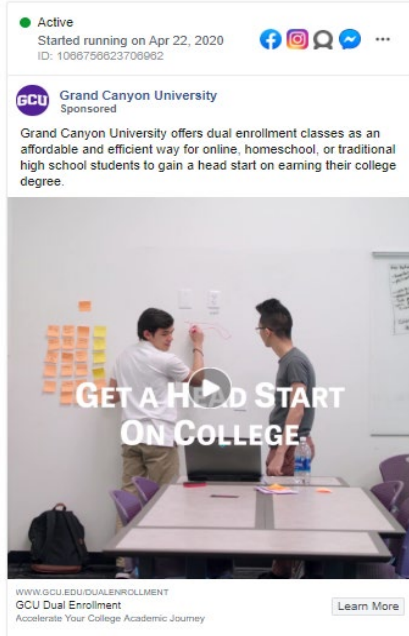 Active
Started running on Apr 22, 2020
ID: 1066756623706962
GCU
Grand Canyon University
Sponsored
Grand Canyon University offers dual enrollment classes as an
affordable and efficient way for online, homeschool, or traditional
high school students to gain a head start on earning their college
degree.
GET A HEAD START
ON COLLEGE
WWW.GCU.EDU/DUALENROLLMENT
GCU Dual Enrollment
Accelerate Your College Academic Journey
Learn More